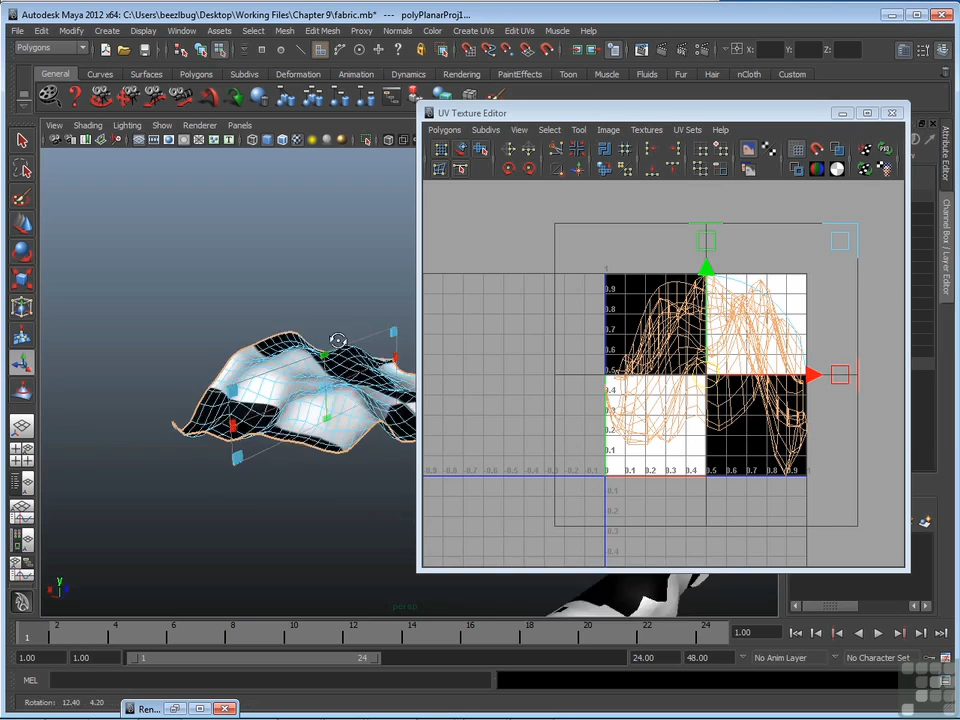 Autodesk Maya 2012 x64: C:\Users\beezlbug\Desktop\Working Files\Chapter 9\fabric.mb* --- polyPlanarProj1...
File Edit Modify Create Display Window Assets Select Mesh Edit Mesh Proxy Normals Color Create UVs Edit UVs Muscle Help
Polygons X: Y: Z:
General Curves Surfaces Polygons Subdivs Deformation Animation Dynamics Rendering PaintEffects Toon Muscle Fluids Fur Hair nCloth Custom
UV Texture Editor
View Shading Lighting Show Renderer Panels
Polygons Subdivs View Select Tool Image Textures UV Sets Help
Attribute Editor
Channel Box / Layer Editor
1
0.9
0.8
0.7
0.6
0.5
0.4
0.3
0.2
0.1
-0.9 -0.8 -0.7 -0.6 -0.5 -0.4 -0.3 -0.2 -0.1 0.1 0.2 0.3 0.4 0.5 0.6 0.7 0.8 0.9 1
0.1
0.2
0.3
0.4
y
persp
1 2 4 6 8 10 12 14 16 18 20 22 24 1.00
1.00 1.00 1 24 24.00 48.00 No Anim Layer No Character Set
MEL
Rotation: 12.40 4.20
Ren...